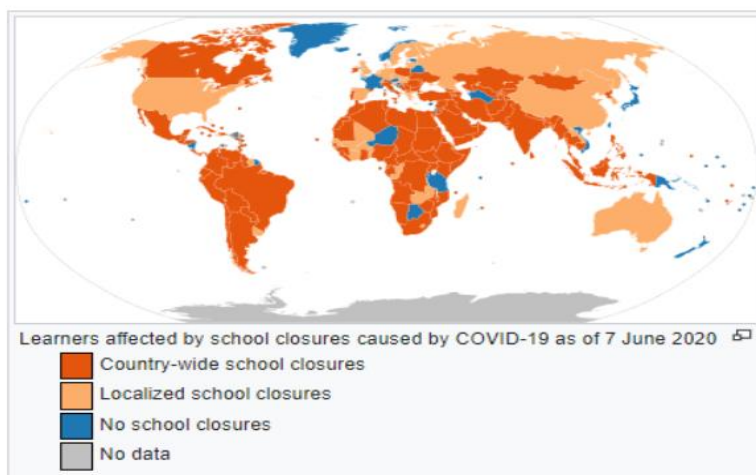 Learners affected by school closures caused by COVID-19 as of 7 June 2020
Country-wide school closures
Localized school closures
No school closures
No data